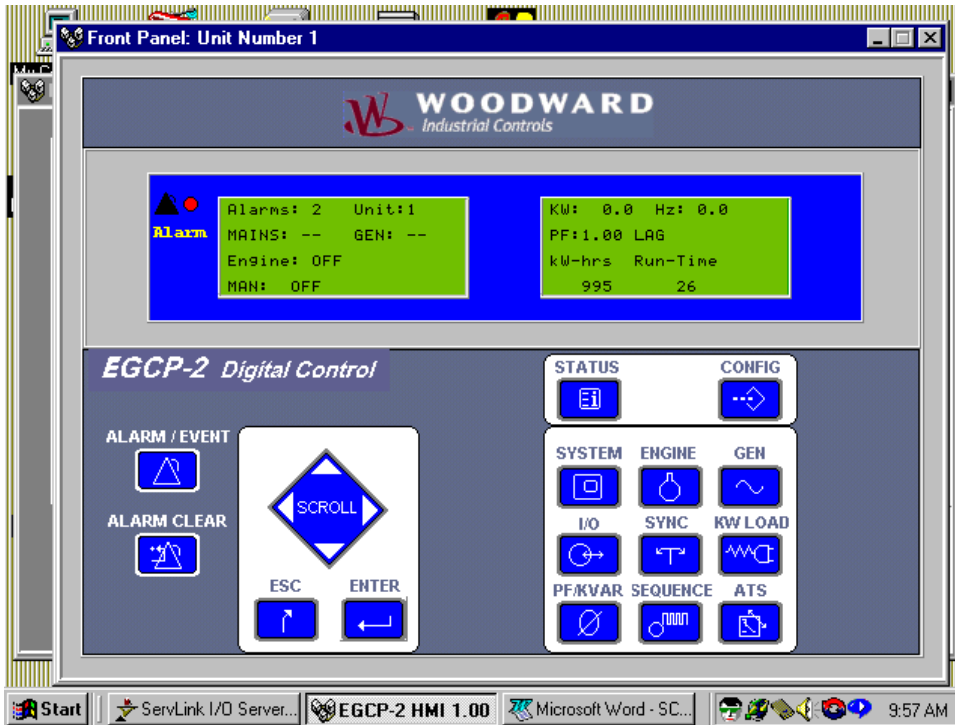 Front Panel: Unit Number 1
WOODWARD
Industrial Controls
Alarm
Alarms: 2 Unit:1
MAINS: -- GEN: --
Engine: OFF
MAN: OFF
KW: 0.0 Hz: 0.0
PF:1.00 LAG
kW-hrs Run-Time
995 26
EGCP-2 Digital Control
STATUS CONFIG
ALARM / EVENT
SYSTEM ENGINE GEN
SCROLL
ALARM CLEAR
I/O SYNC KW LOAD
ESC ENTER
PF/KVAR SEQUENCE ATS
Start
ServLink I/O Server...
EGCP-2 HMI 1.00
Microsoft Word - SC...
9:57 AM